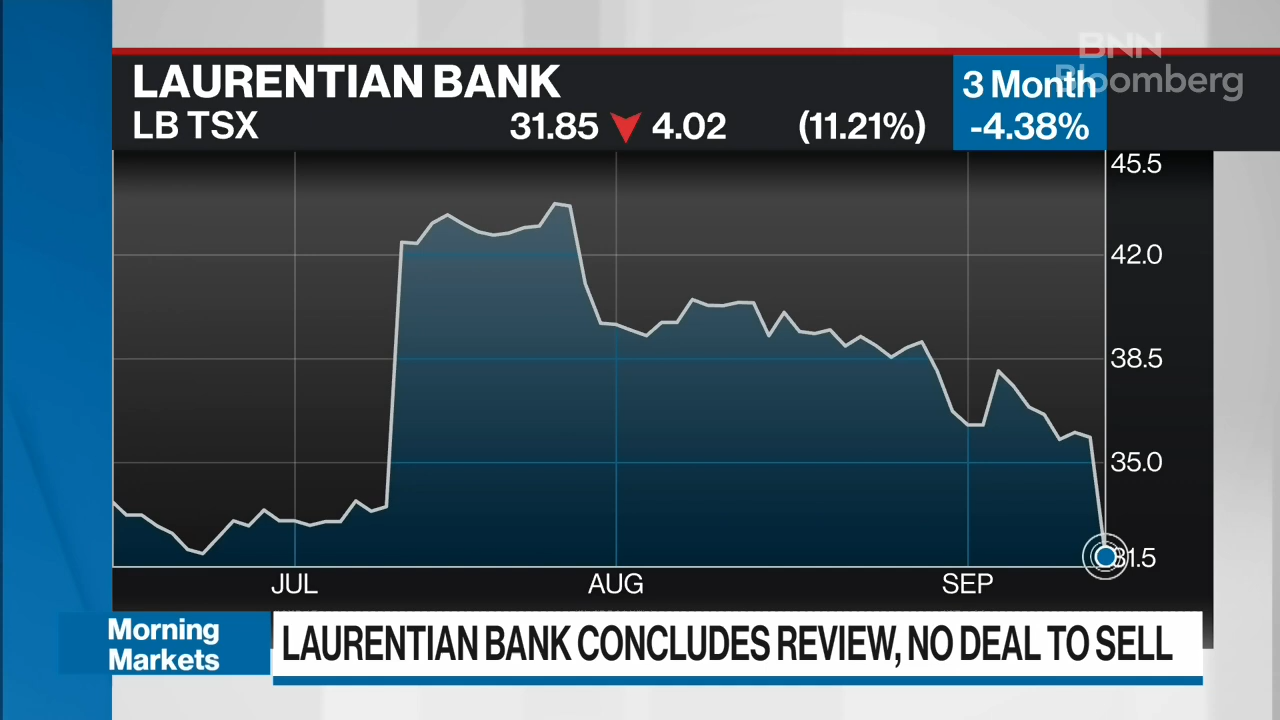 BNN
Bloomberg
LAURENTIAN BANK
LB TSX 31.85 4.02 (11.21%)
3 Month
-4.38%
45.5
42.0
38.5
35.0
31.5
JUL AUG SEP
Morning
Markets
LAURENTIAN BANK CONCLUDES REVIEW, NO DEAL TO SELL